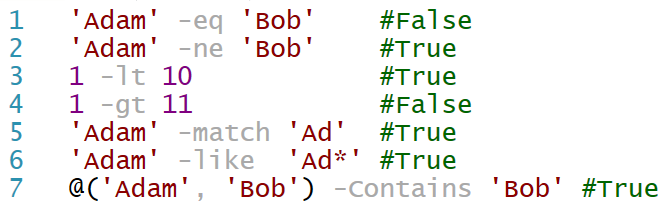 1 'Adam' -eq 'Bob' #False
2 'Adam' -ne 'Bob' #True
3 1 -lt 10 #True
4 1 -gt 11 #False
5 'Adam' -match 'Ad' #True
6 'Adam' -like 'Ad*' #True
7 @('Adam', 'Bob') -Contains 'Bob' #True